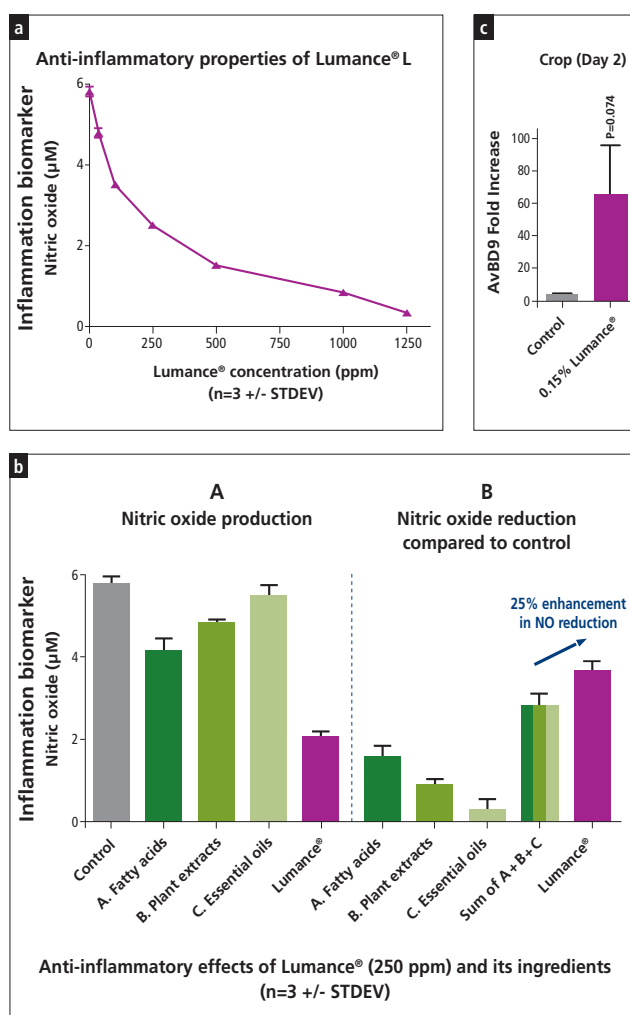 a
Anti-inflammatory properties of Lumance® L
Inflammation biomarker
Nitric oxide (µM)
6
4
2
0
0
250
500
750
1000
1250
Lumance® concentration (ppm)
(n=3 +/- STDEV)
c
Crop (Day 2)
P=0.074
AvBD9 Fold Increase
100
80
60
40
20
0
Control
0.15% Lumance®
b
A
Nitric oxide production
B
Nitric oxide reduction
compared to control
Inflammation biomarker
Nitric oxide (µM)
6
4
2
0
25% enhancement
in NO reduction
Control
A. Fatty acids
B. Plant extracts
C. Essential oils
Lumance®
A. Fatty acids
B. Plant extracts
C. Essential oils
Sum of A+B+C
Lumance®
Anti-inflammatory effects of Lumance® (250 ppm) and its ingredients
(n=3 +/- STDEV)